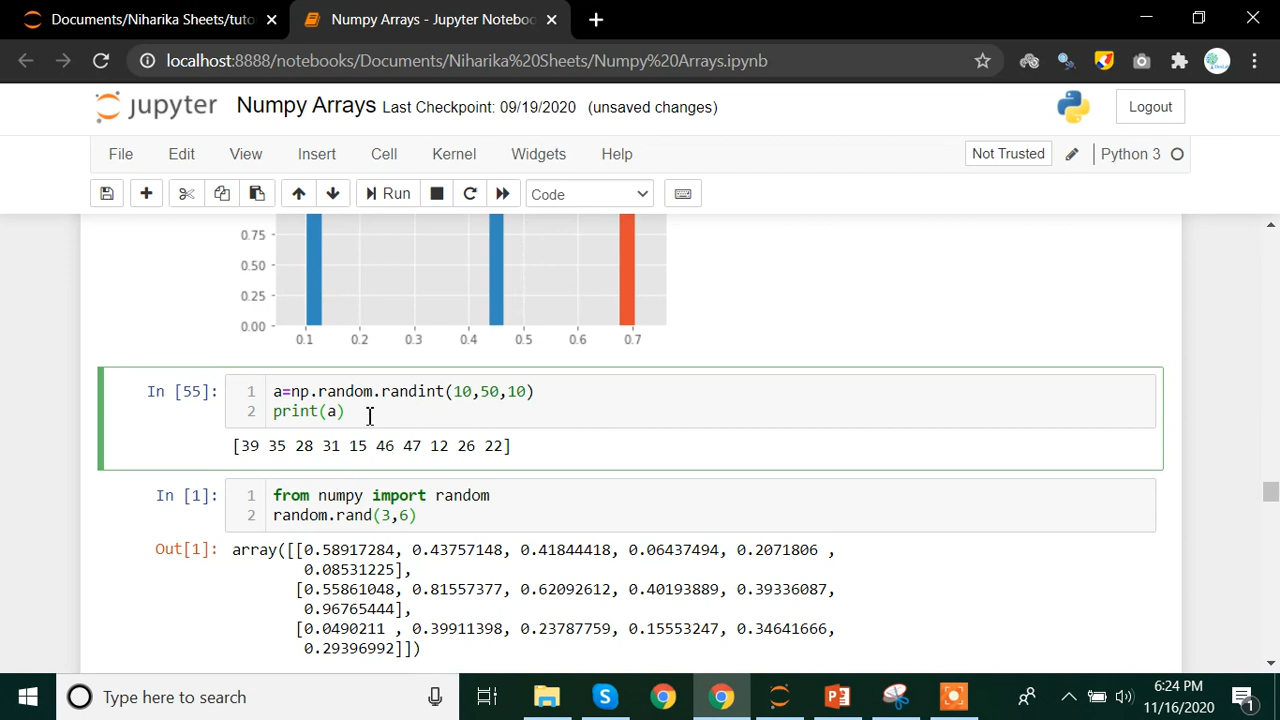 Documents/Niharika Sheets/tuto
Numpy Arrays - Jupyter Noteboo
localhost:8888/notebooks/Documents/Niharika%20Sheets/Numpy%20Arrays.ipynb
jupyter Numpy Arrays Last Checkpoint: 09/19/2020 (unsaved changes) Logout
File Edit View Insert Cell Kernel Widgets Help Not Trusted Python 3
Run Code
0.75
0.50
0.25
0.00
0.1 0.2 0.3 0.4 0.5 0.6 0.7
In [55]: 1 a=np.random.randint(10,50,10)
2 print(a)
[39 35 28 31 15 46 47 12 26 22]
In [1]: 1 from numpy import random
2 random.rand(3,6)
Out[1]: array([[0.58917284, 0.43757148, 0.41844418, 0.06437494, 0.2071806 ,
0.08531225],
[0.55861048, 0.81557377, 0.62092612, 0.40193889, 0.39336087,
0.96765444],
[0.0490211 , 0.39911398, 0.23787759, 0.15553247, 0.34641666,
0.29396992]])
Type here to search
6:24 PM
11/16/2020
1